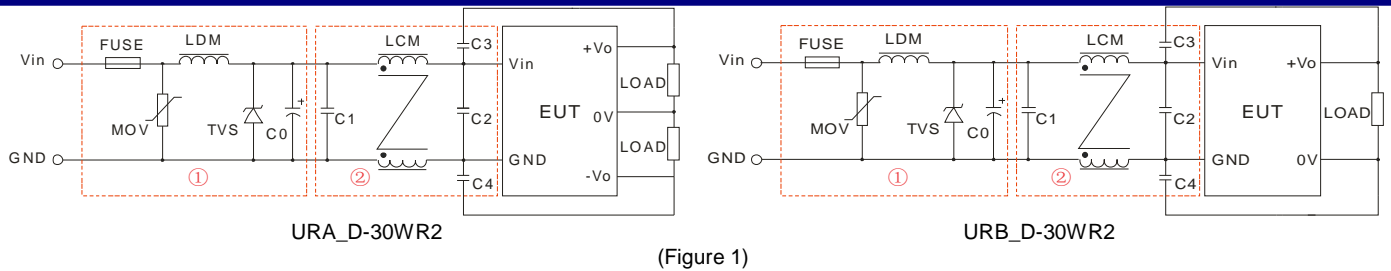 FUSE
LDM
LCM
C3
Vin
Vin
+Vo
MOV
TVS
+
C0
C1
C2
EUT
0V
LOAD
LOAD
GND
GND
-Vo
C4
①
②
URA_D-30WR2
FUSE
LDM
LCM
C3
Vin
Vin
+Vo
MOV
TVS
+
C0
C1
C2
EUT
LOAD
GND
GND
0V
C4
①
②
URB_D-30WR2
(Figure 1)